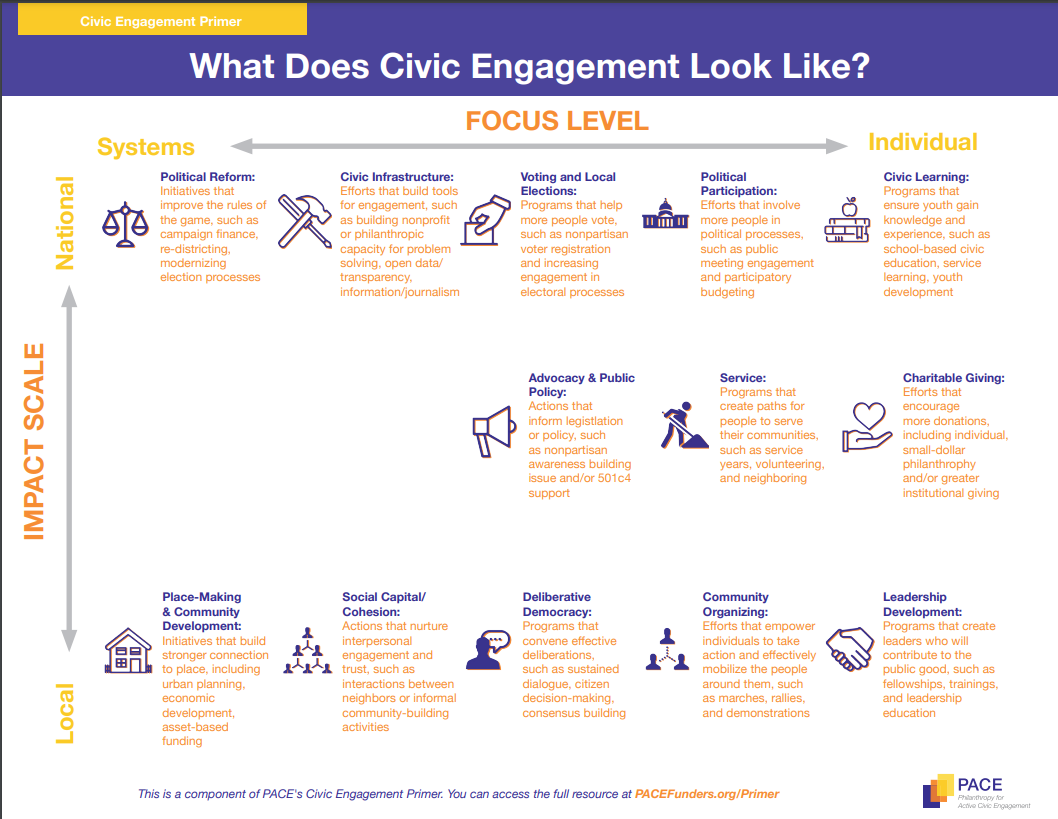 Civic Engagement Primer
What Does Civic Engagement Look Like?
FOCUS LEVEL
Systems
Individual
IMPACT SCALE
National
Local
Political Reform:
Initiatives that
improve the rules of
the game, such as
campaign finance,
re-districting,
modernizing
election processes
Civic Infrastructure:
Efforts that build tools
for engagement, such
as building nonprofit
or philanthropic
capacity for problem
solving, open data/
transparency,
information/journalism
Voting and Local
Elections:
Programs that help
more people vote,
such as nonpartisan
voter registration
and increasing
engagement in
electoral processes
Political
Participation:
Efforts that involve
more people in
political processes,
such as public
meeting engagement
and participatory
budgeting
Civic Learning:
Programs that
ensure youth gain
knowledge and
experience, such as
school-based civic
education, service
learning, youth
development
Advocacy & Public
Policy:
Actions that
inform legistlation
or policy, such
as nonpartisan
awareness building
issue and/or 501c4
support
Service:
Programs that
create paths for
people to serve
their communities,
such as service
years, volunteering,
and neighboring
Charitable Giving:
Efforts that
encourage
more donations,
including individual,
small-dollar
philanthropy
and/or greater
institutional giving
Place-Making
& Community
Development:
Initiatives that build
stronger connection
to place, including
urban planning,
economic
development,
asset-based
funding
Social Capital/
Cohesion:
Actions that nurture
interpersonal
engagement and
trust, such as
interactions between
neighbors or informal
community-building
activities
Deliberative
Democracy:
Programs that
convene effective
deliberations,
such as sustained
dialogue, citizen
decision-making,
consensus building
Community
Organizing:
Efforts that empower
individuals to take
action and effectively
mobilize the people
around them, such
as marches, rallies,
and demonstrations
Leadership
Development:
Programs that create
leaders who will
contribute to the
public good, such as
fellowships, trainings,
and leadership
education
This is a component of PACE's Civic Engagement Primer. You can access the full resource at PACEFunders.org/Primer
PACE
Philanthropy for
Active Civic Engagement